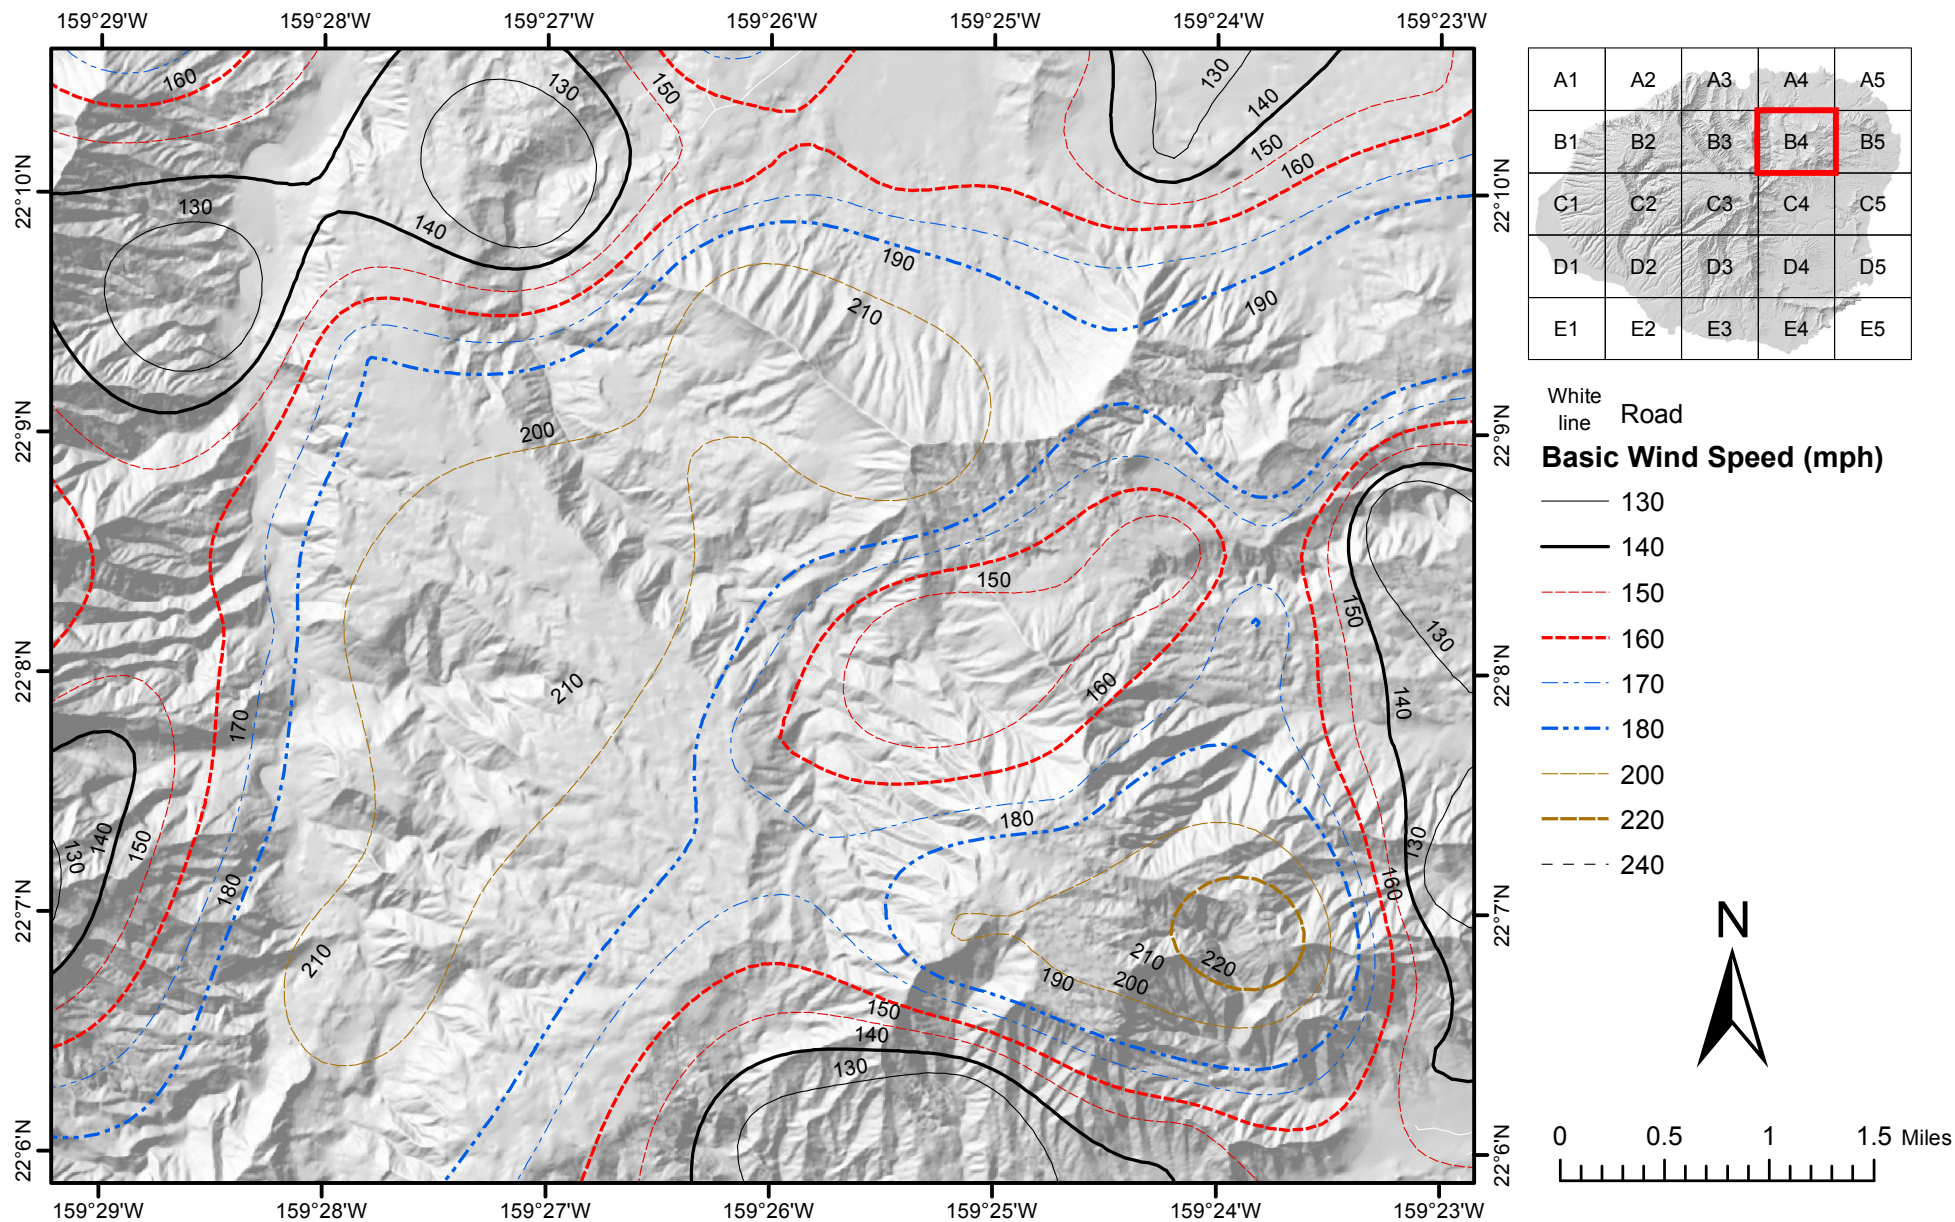 159°29'W 159°28'W 159°27'W 159°26'W 159°25'W 159°24'W 159°23'W
22°10'N
22°9'N
22°8'N
22°7'N
22°6'N
160
130
150
130
140
150
160
130
140
190
210
190
200
150
150
130
160
140
210
170
180
140
130
150
130
160
180
210
210
220
190
200
150
140
130
22°10'N
22°9'N
22°8'N
22°7'N
22°6'N
159°29'W 159°28'W 159°27'W 159°26'W 159°25'W 159°24'W 159°23'W
A1 A2 A3 A4 A5
B1 B2 B3 B4 B5
C1 C2 C3 C4 C5
D1 D2 D3 D4 D5
E1 E2 E3 E4 E5
White
line Road
Basic Wind Speed (mph)
130
140
150
160
170
180
200
220
240
N
0 0.5 1 1.5 Miles